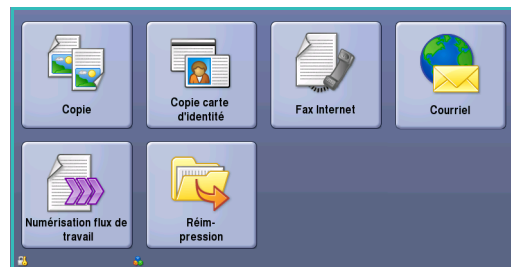 Copie
Copie carte
d'identité
Fax Internet
Courriel
Numérisation flux de
travail
Réim-
pression